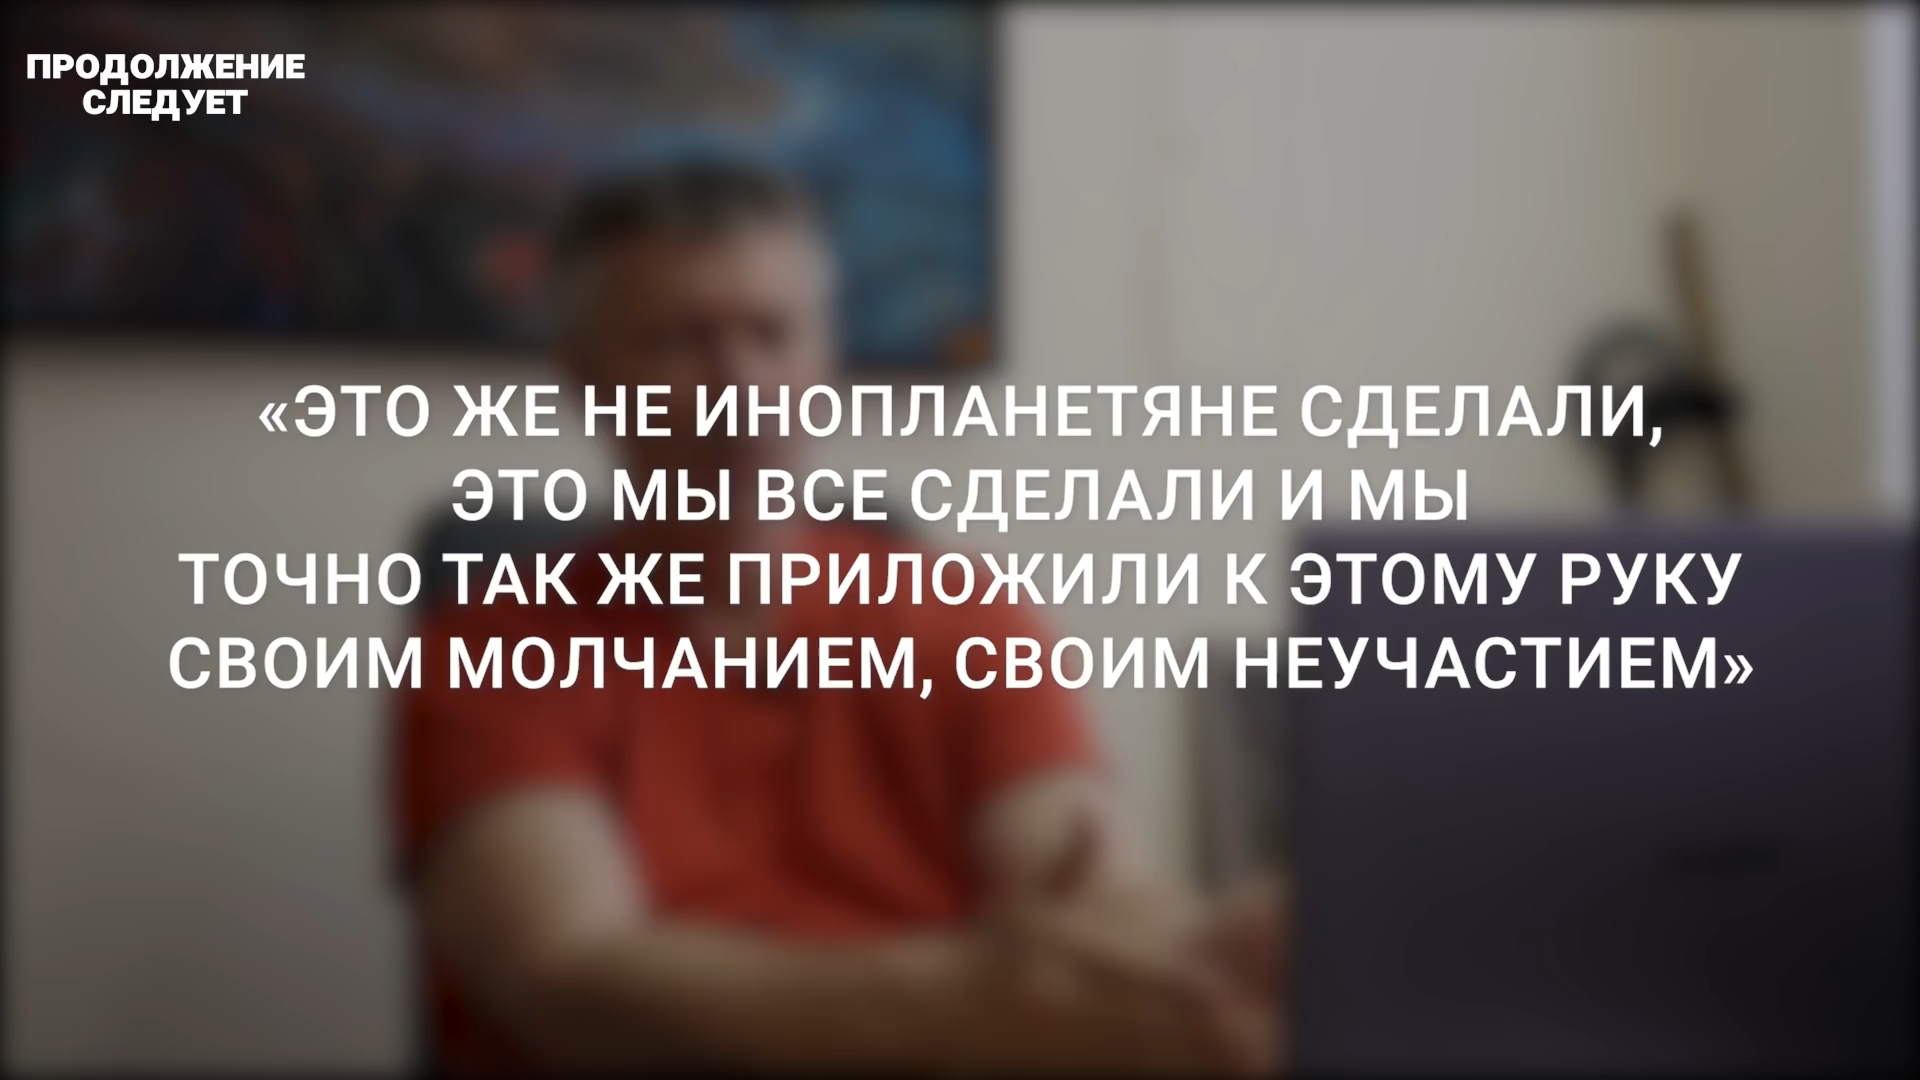 ПРОДОЛЖЕНИЕ
СЛЕДУЕТ
«ЭТО ЖЕ НЕ ИНОПЛАНЕТЯНЕ СДЕЛАЛИ,
ЭТО МЫ ВСЕ СДЕЛАЛИ И МЫ
ТОЧНО ТАК ЖЕ ПРИЛОЖИЛИ К ЭТОМУ РУКУ
СВОИМ МОЛЧАНИЕМ, СВОИМ НЕУЧАСТИЕМ»